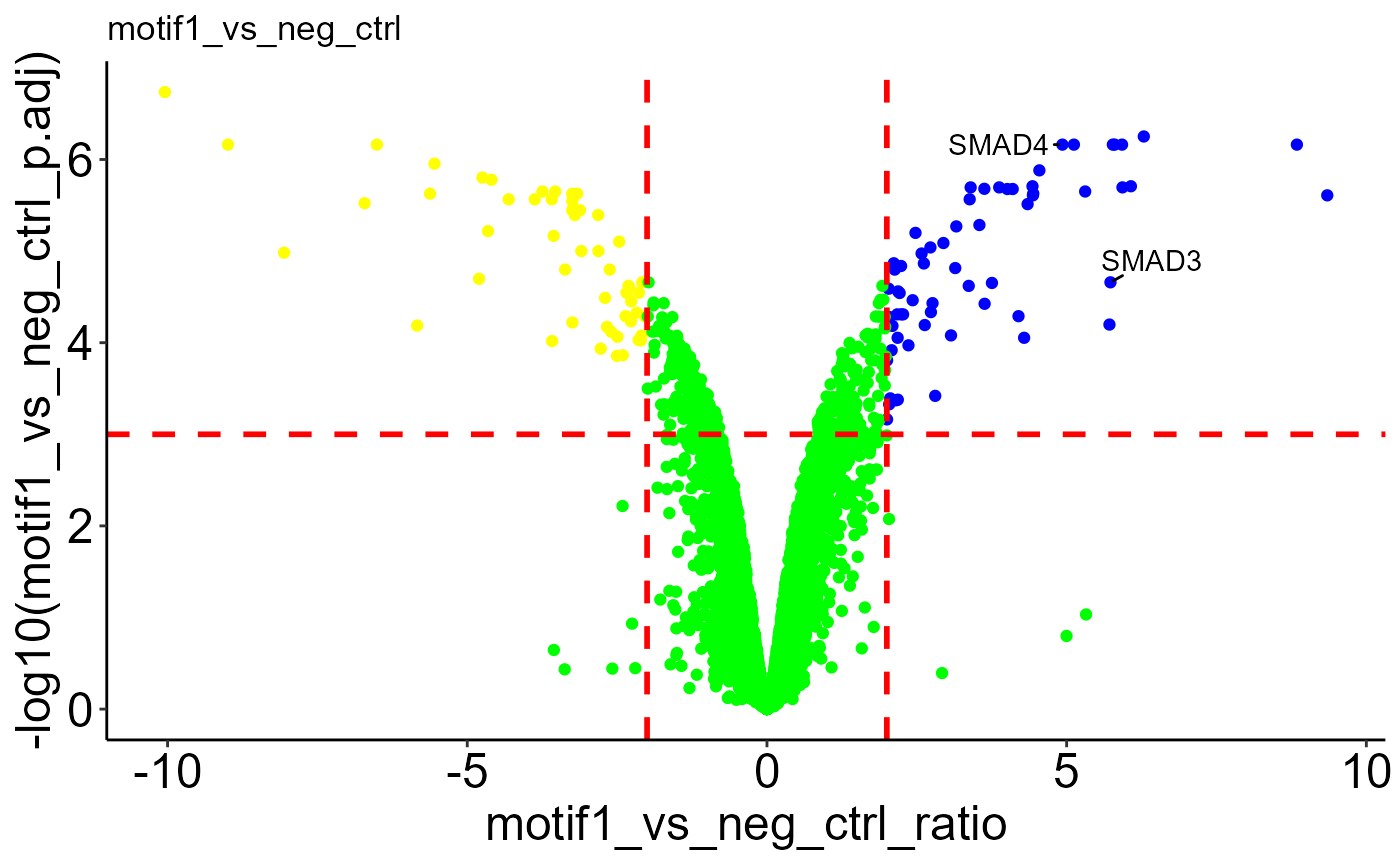 motif1_vs_neg_ctrl
-log10(motif1_vs_neg_ctrl_p.adj)
6
4
2
0
SMAD4
SMAD3
-10
-5
0
5
10
motif1_vs_neg_ctrl_ratio